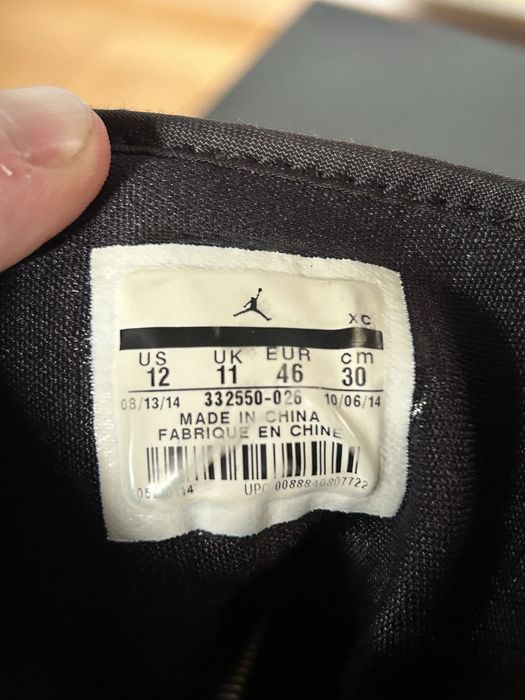 XC
US UK EUR cm
12 11 46 30
08/13/14 332550-026 10/06/14
MADE IN CHINA
FABRIQUE EN CHINE
UPC